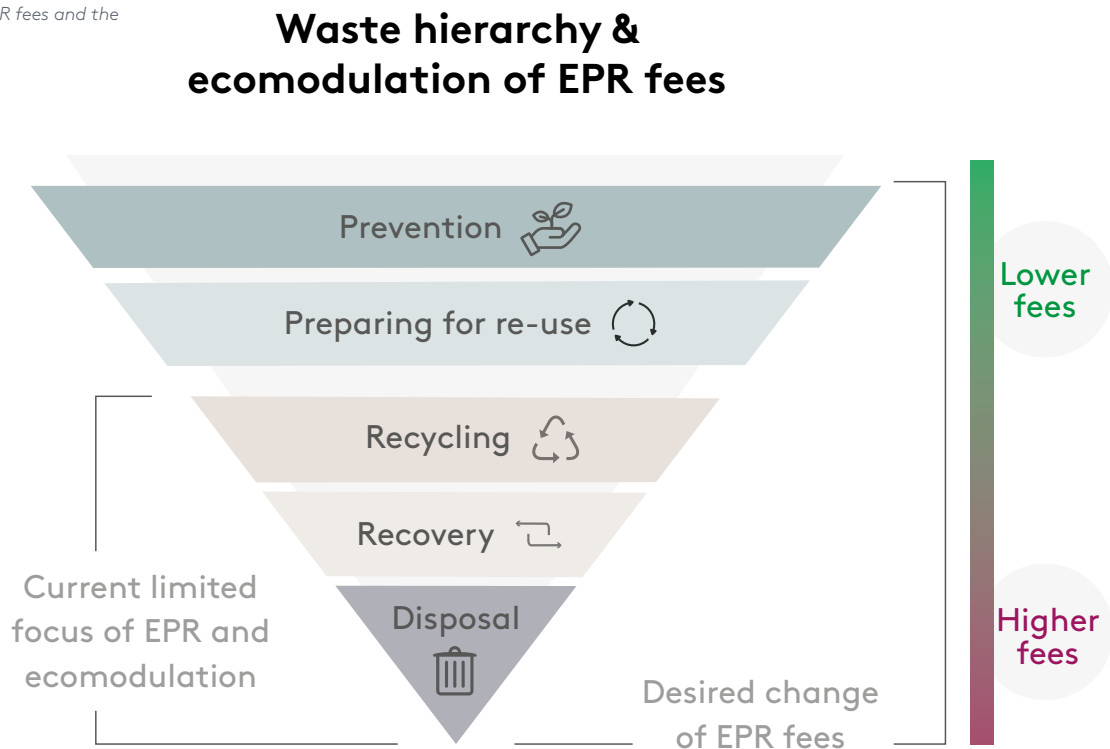 R fees and the
Waste hierarchy &
ecomodulation of EPR fees
Prevention
Preparing for re-use
Recycling
Recovery
Disposal
Current limited
focus of EPR and
ecomodulation
Desired change
of EPR fees
Lower
fees
Higher
fees